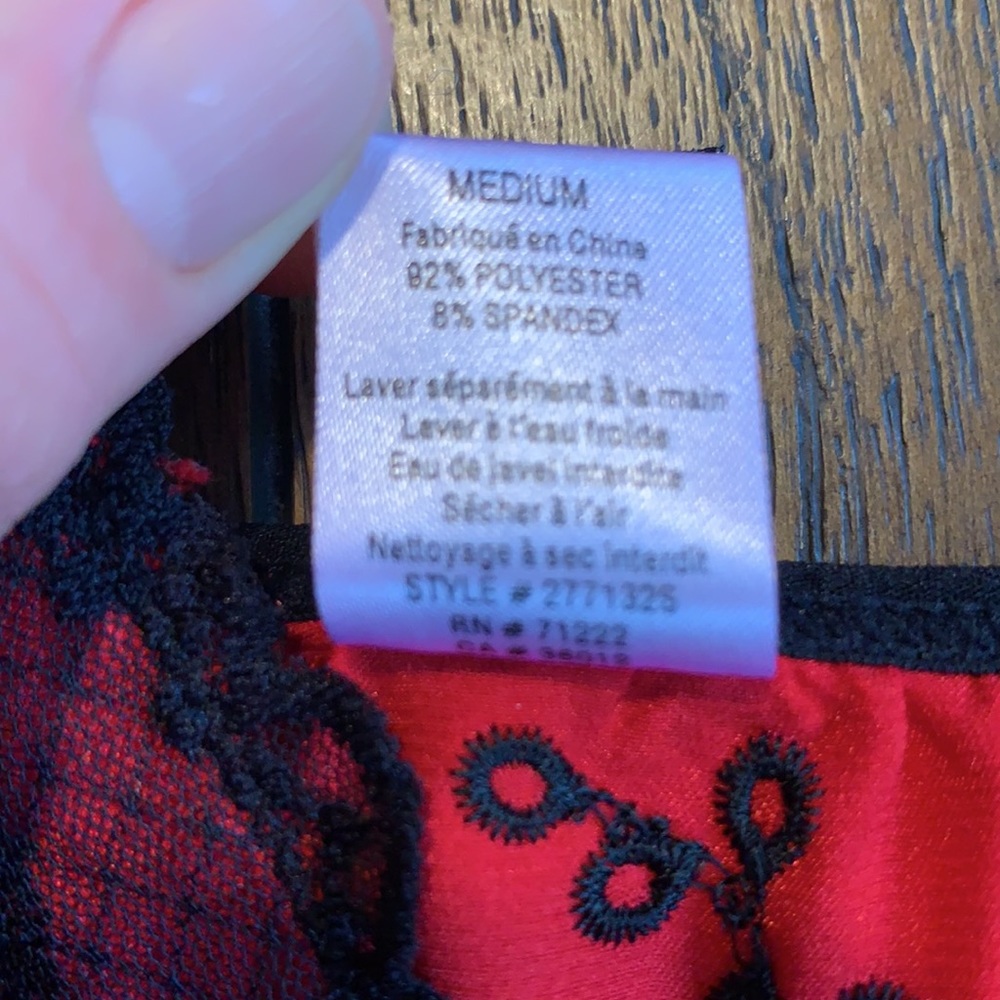 MEDIUM
Fabriqué en China
92% POLYESTER
8% SPANDEX
Laver séparément à la main
Laver à l'eau froide
Eau de javel interdite
Sécher à l'air
Nettoyage à sec interdit
STYLE # 2771325
RN # 71222
CA #